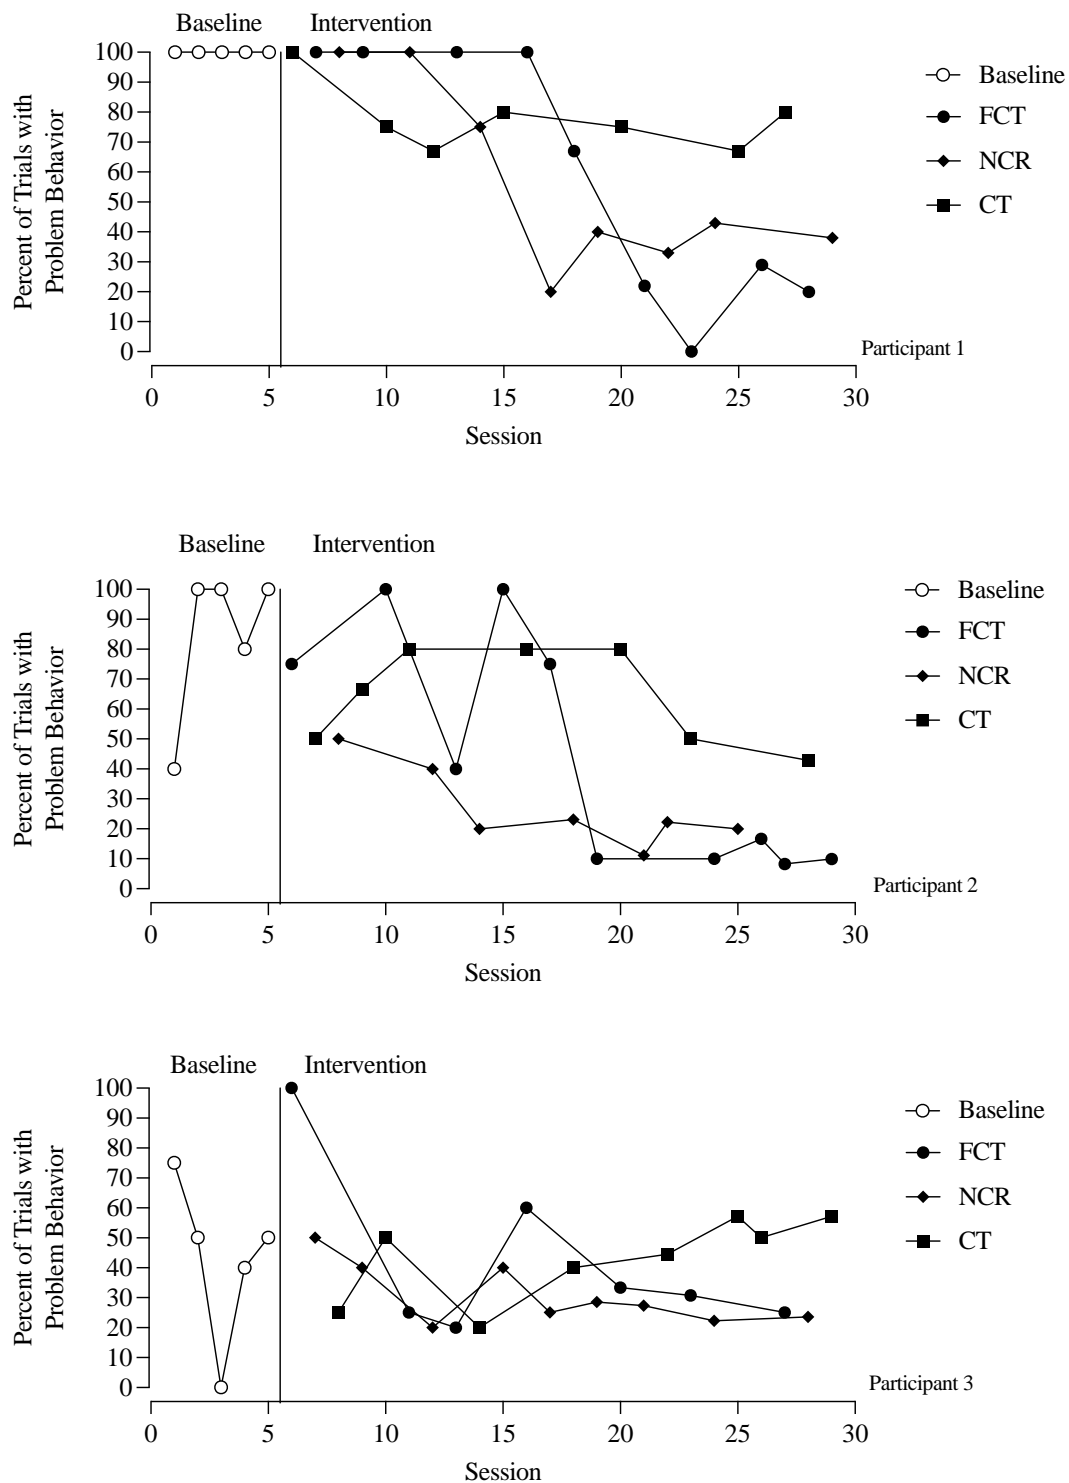 Baseline Intervention
Percent of Trials with
Problem Behavior
100
90
80
70
60
50
40
30
20
10
0
0 5 10 15 20 25 30
Session
Baseline
FCT
NCR
CT
Participant 1
Baseline Intervention
Percent of Trials with
Problem Behavior
100
90
80
70
60
50
40
30
20
10
0
0 5 10 15 20 25 30
Session
Baseline
FCT
NCR
CT
Participant 2
Baseline Intervention
Percent of Trials with
Problem Behavior
100
90
80
70
60
50
40
30
20
10
0
0 5 10 15 20 25 30
Session
Baseline
FCT
NCR
CT
Participant 3